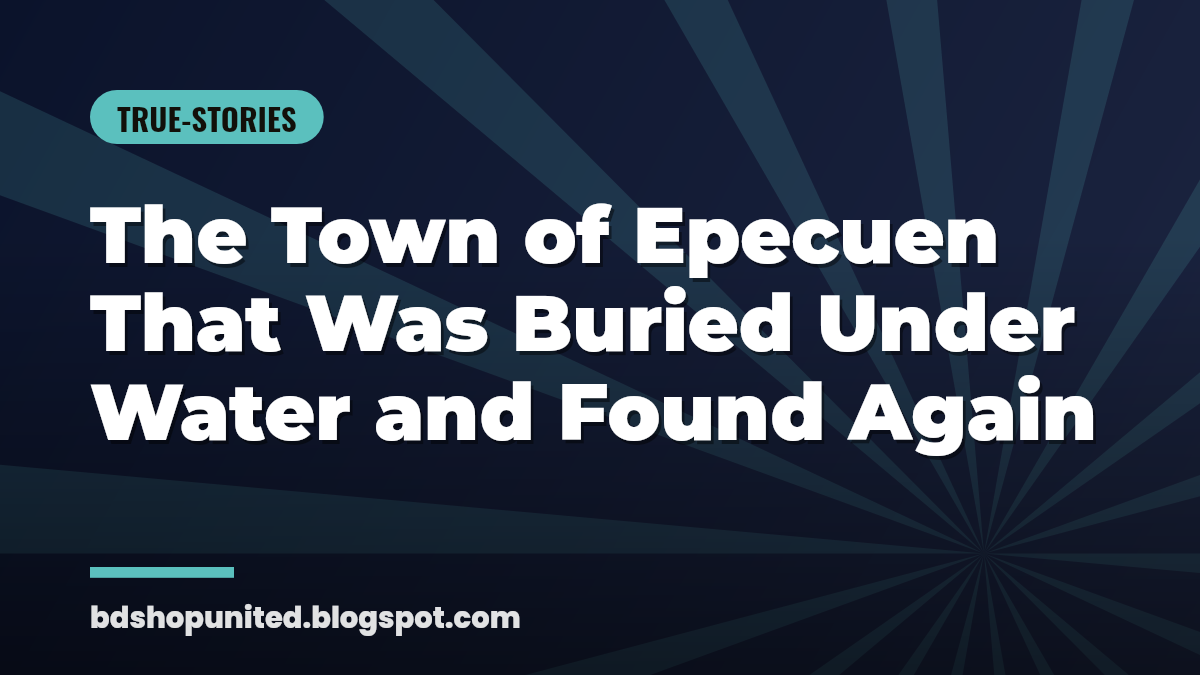 TRUE-STORIES
The Town of Epecuen
That Was Buried Under
Water and Found Again
bdshopunited.blogspot.com